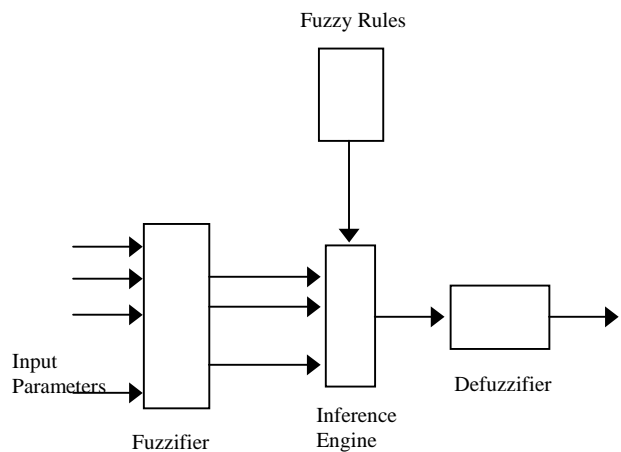 Fuzzy Rules
Input
Parameters
Fuzzifier
Inference
Engine
Defuzzifier